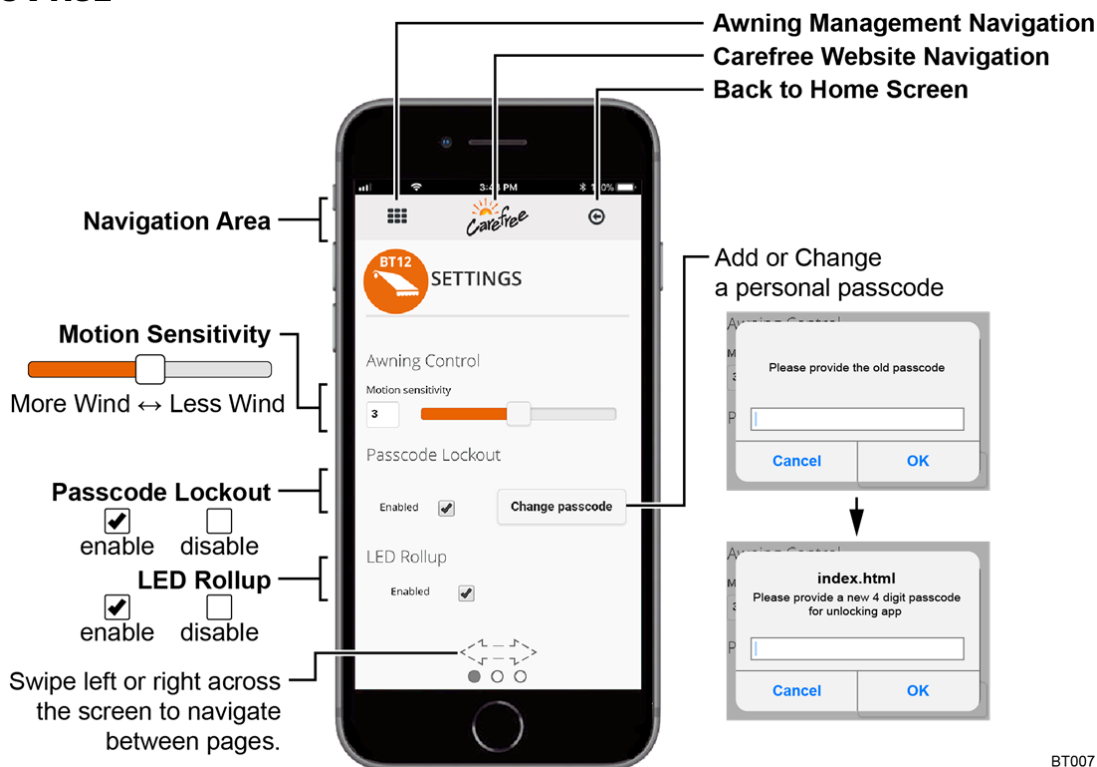 Awning Management Navigation
Carefree Website Navigation
Back to Home Screen
Navigation Area
Carefree
BT12
SETTINGS
Motion Sensitivity
More Wind ↔ Less Wind
Awning Control
Motion sensitivity
3
Passcode Lockout
Enabled
Change passcode
LED Rollup
Enabled
Passcode Lockout
enable disable
LED Rollup
enable disable
Swipe left or right across
the screen to navigate
between pages.
Add or Change
a personal passcode
Please provide the old passcode
Cancel OK
index.html
Please provide a new 4 digit passcode
for unlocking app
Cancel OK
BT007